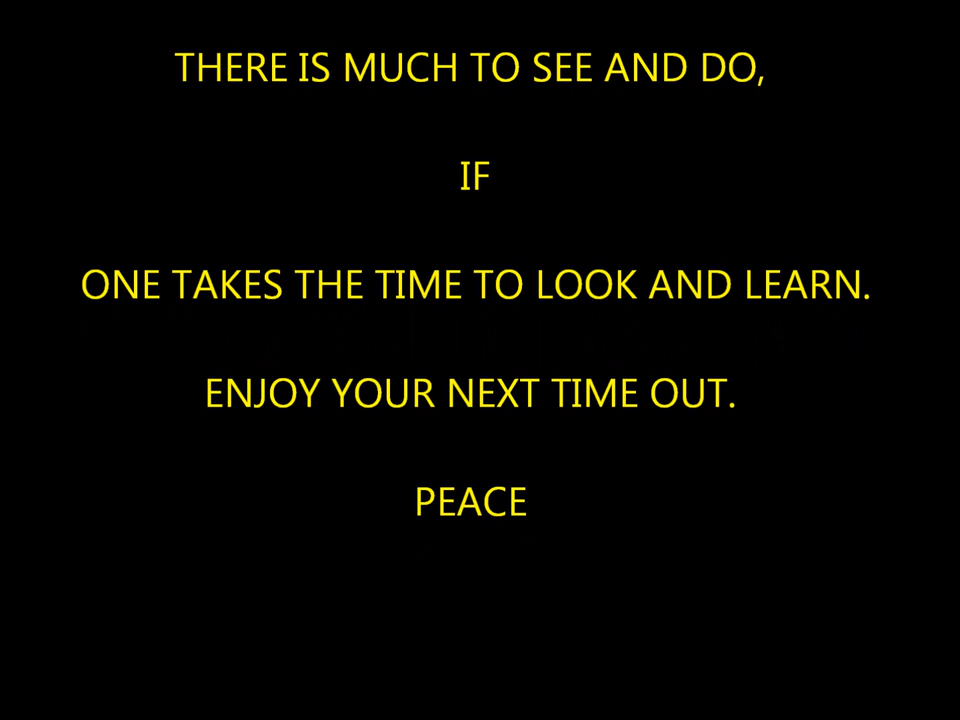 THERE IS MUCH TO SEE AND DO,
IF
ONE TAKES THE TIME TO LOOK AND LEARN.
ENJOY YOUR NEXT TIME OUT.
PEACE